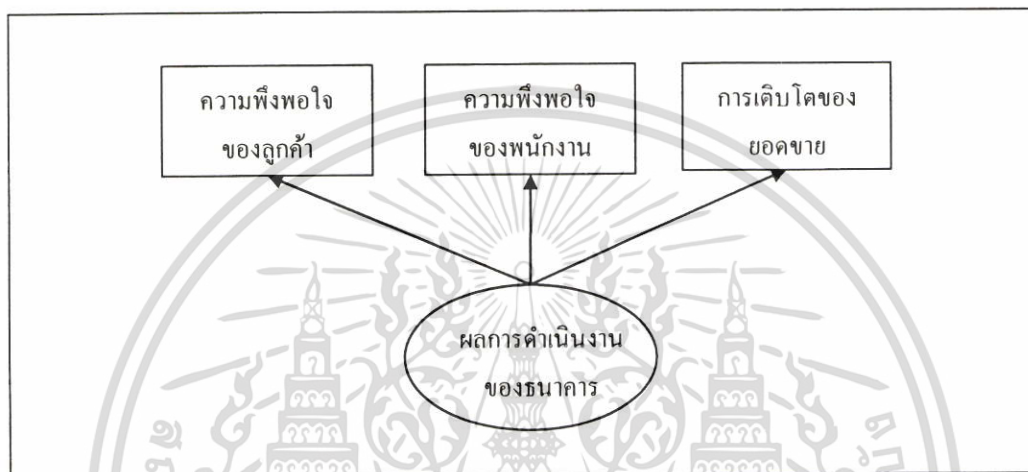 ความพึงพอใจ
ของลูกค้า
ความพึงพอใจ
ของพนักงาน
การเติบโตของ
ยอดขาย
ผลการดำเนินงาน
ของธนาคาร